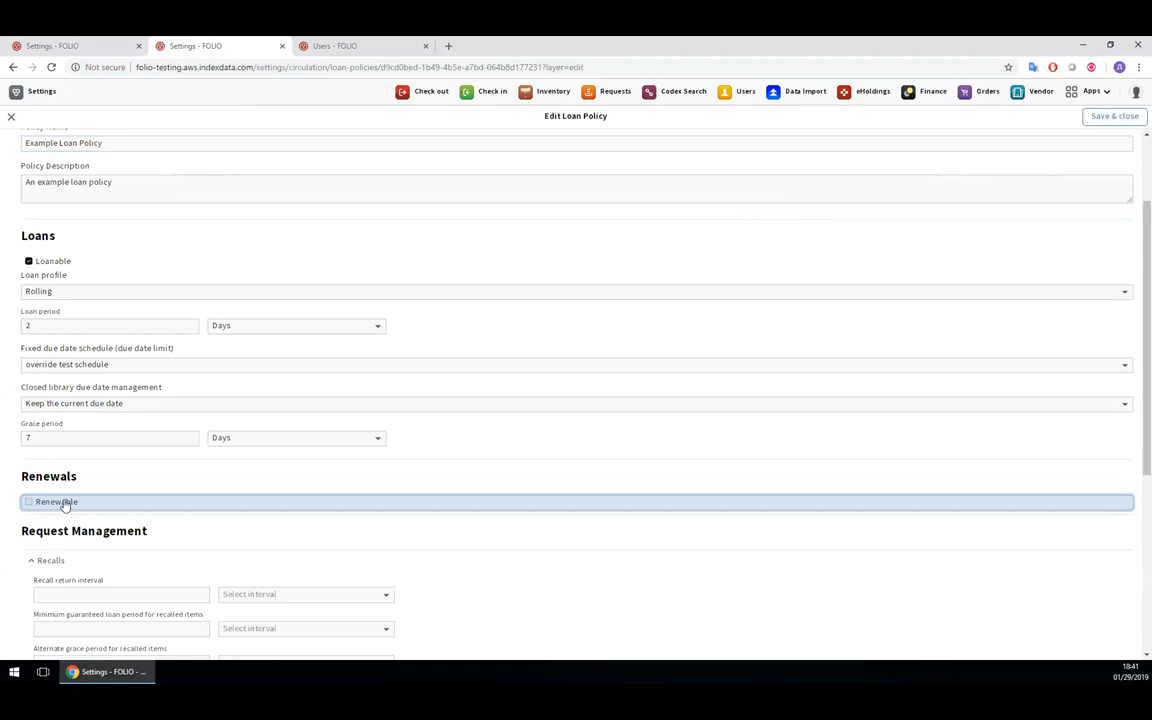 Settings - FOLIO
Settings - FOLIO
Users - FOLIO
Not secure folio-testing.aws.indexdata.com/settings/circulation/loan-policies/d9cd0bed-1b49-4b5e-a7bd-064b8d177231?layer=edit
Settings Check out Check in Inventory Requests Codex Search Users Data Import eHoldings Finance Orders Vendor Apps
Edit Loan Policy
Save & close
Policy Name
Example Loan Policy
Policy Description
An example loan policy
Loans
Loanable
Loan profile
Rolling
Loan period
2 Days
Fixed due date schedule (due date limit)
override test schedule
Closed library due date management
Keep the current due date
Grace period
7 Days
Renewals
Renewable
Request Management
Recalls
Recall return interval
Select interval
Minimum guaranteed loan period for recalled items
Select interval
Alternate grace period for recalled items
Settings - FOLIO - ...
18:41
01/29/2019